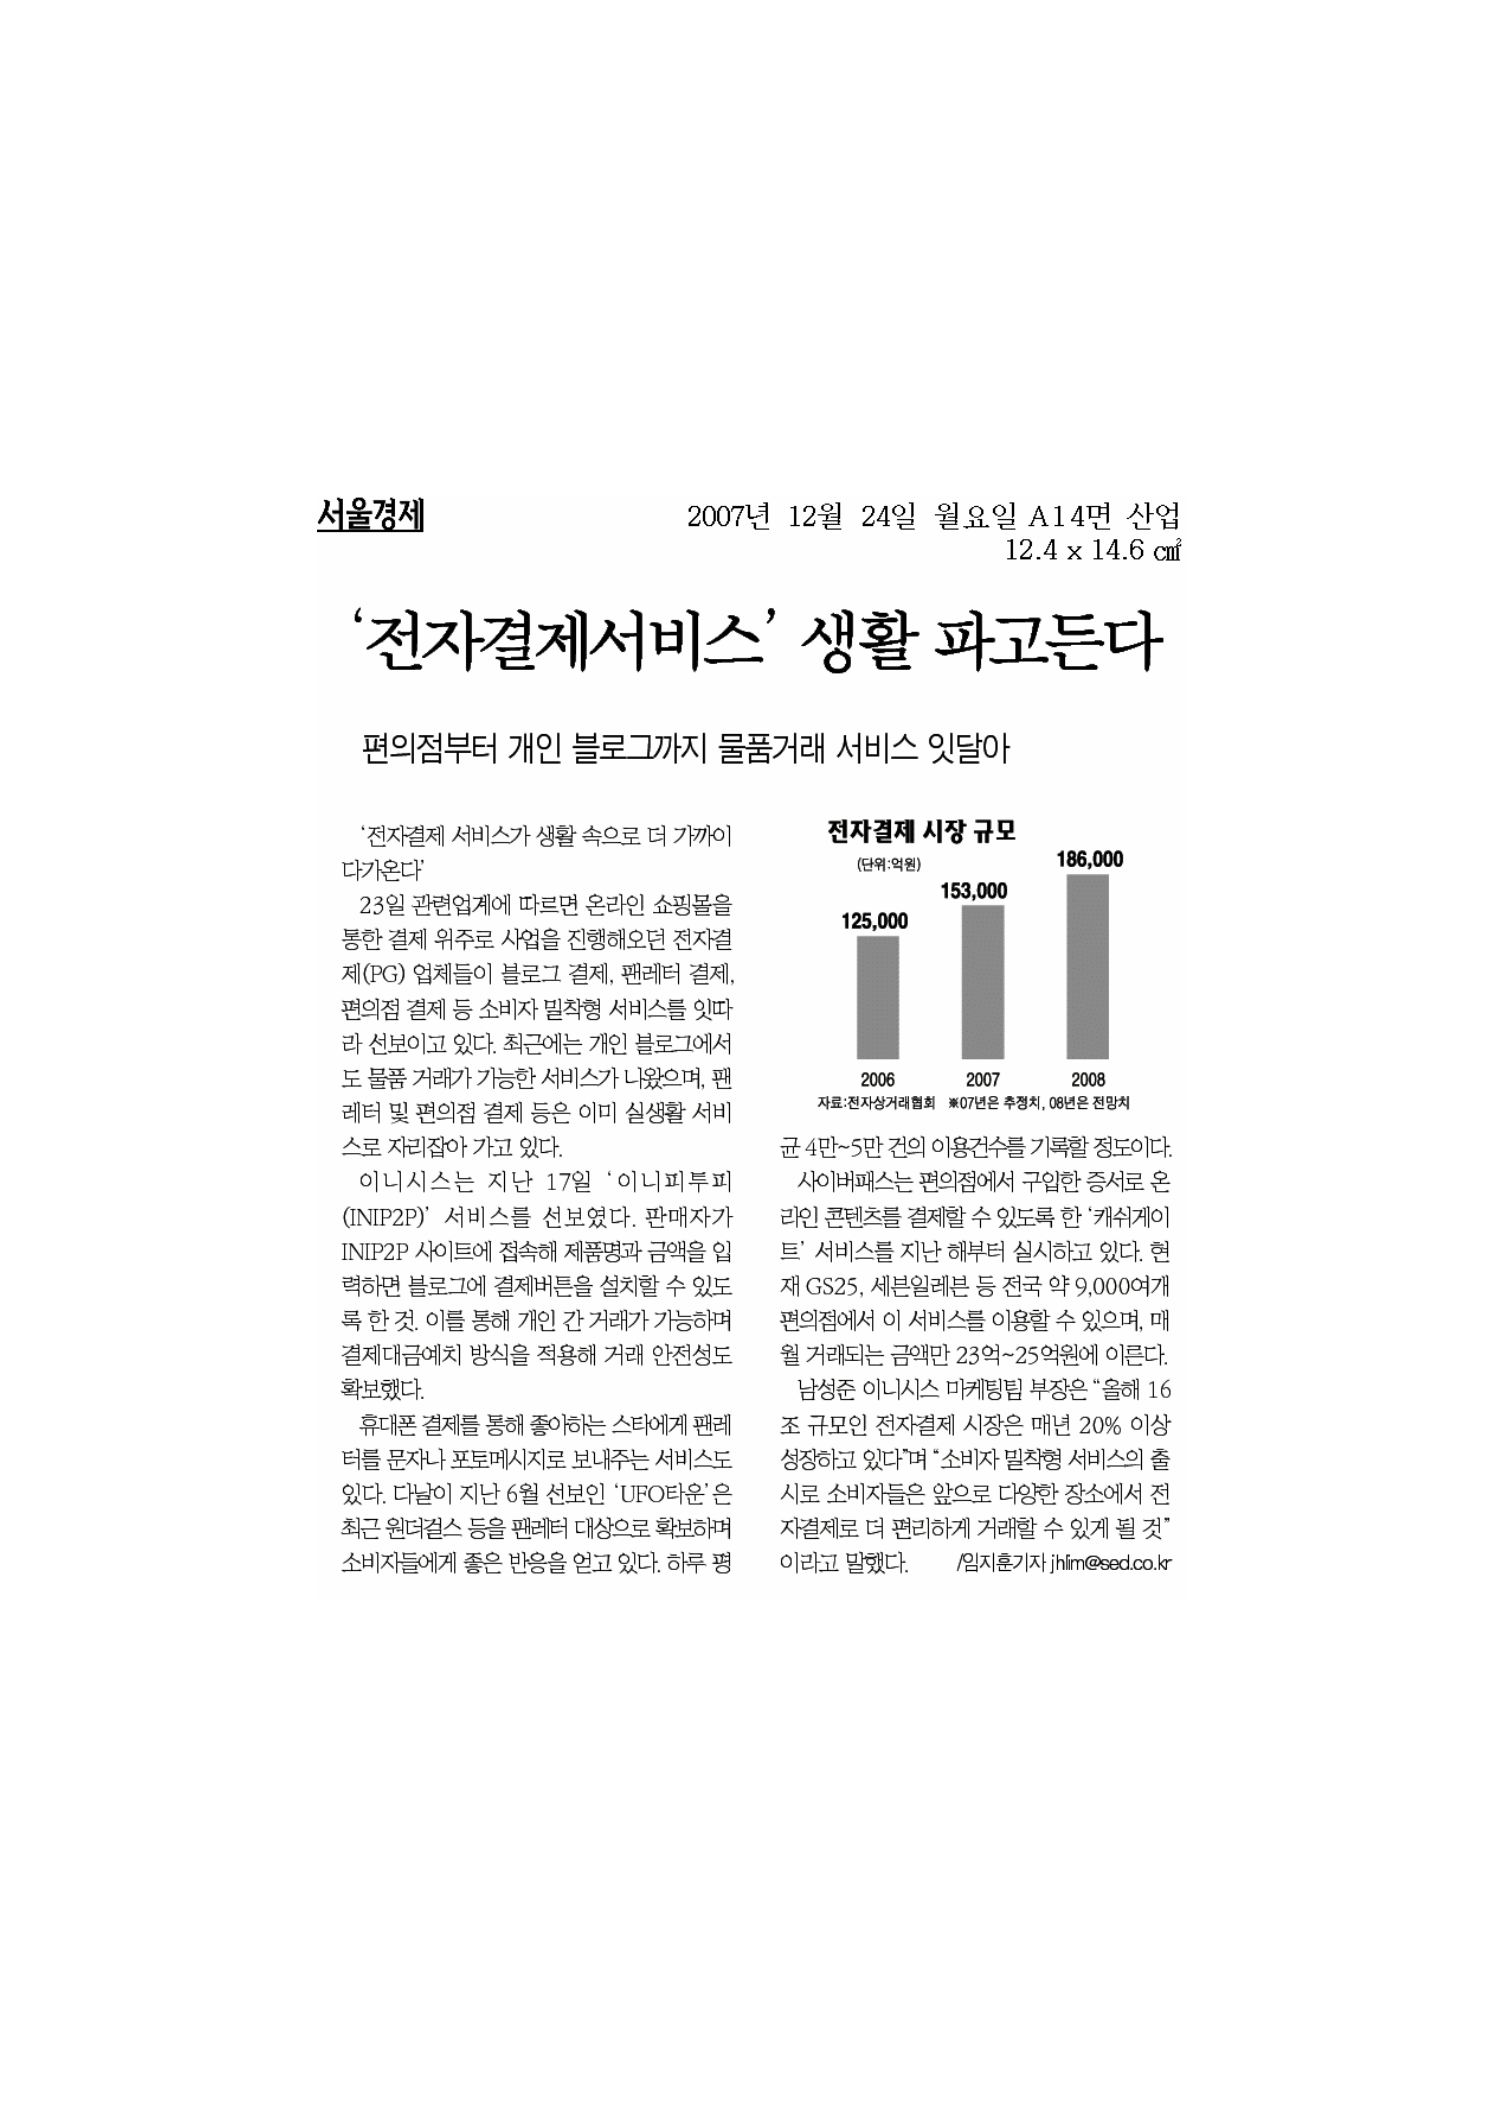 서울경제
2007년 12월 24일 월요일 A14면 산업
12.4 x 14.6 ㎠
‘전자결제서비스’ 생활 파고든다
편의점부터 개인 블로그까지 물품거래 서비스 잇달아
‘전자결제 서비스가 생활 속으로 더 가까이
다가온다’
23일 관련업계에 따르면 온라인 쇼핑몰을
통한 결제 위주로 사업을 진행해오던 전자결
제(PG) 업체들이 블로그 결제, 팬레터 결제,
편의점 결제 등 소비자 밀착형 서비스를 잇따
라 선보이고 있다. 최근에는 개인 블로그에서
도 물품 거래가 가능한 서비스가 나왔으며, 팬
레터 및 편의점 결제 등은 이미 실생활 서비
스로 자리잡아 가고 있다.
이니시스는 지난 17일 ‘이니피투피
(INIP2P)’ 서비스를 선보였다. 판매자가
INIP2P 사이트에 접속해 제품명과 금액을 입
력하면 블로그에 결제버튼을 설치할 수 있도
록 한 것. 이를 통해 개인 간 거래가 가능하며
결제대금예치 방식을 적용해 거래 안전성도
확보했다.
휴대폰 결제를 통해 좋아하는 스타에게 팬레
터를 문자나 포토메시지로 보내주는 서비스도
있다. 다날이 지난 6월 선보인 ‘UFO타운’은
최근 원더걸스 등을 팬레터 대상으로 확보하며
소비자들에게 좋은 반응을 얻고 있다. 하루 평
전자결제 시장 규모
(단위:억원)
125,000
153,000
186,000
2006 2007 2008
자료:전자상거래협회 ※07년은 추정치, 08년은 전망치
균 4만~5만 건의 이용건수를 기록할 정도이다.
사이버패스는 편의점에서 구입한 증서로 온
라인 콘텐츠를 결제할 수 있도록 한 ‘캐쉬게이
트’ 서비스를 지난 해부터 실시하고 있다. 현
재 GS25, 세븐일레븐 등 전국 약 9,000여개
편의점에서 이 서비스를 이용할 수 있으며, 매
월 거래되는 금액만 23억~25억원에 이른다.
남성준 이니시스 마케팅팀 부장은 “올해 16
조 규모인 전자결제 시장은 매년 20% 이상
성장하고 있다”며 “소비자 밀착형 서비스의 출
시로 소비자들은 앞으로 다양한 장소에서 전
자결제로 더 편리하게 거래할 수 있게 될 것”
이라고 말했다. /임지훈기자 jhlim@sed.co.kr